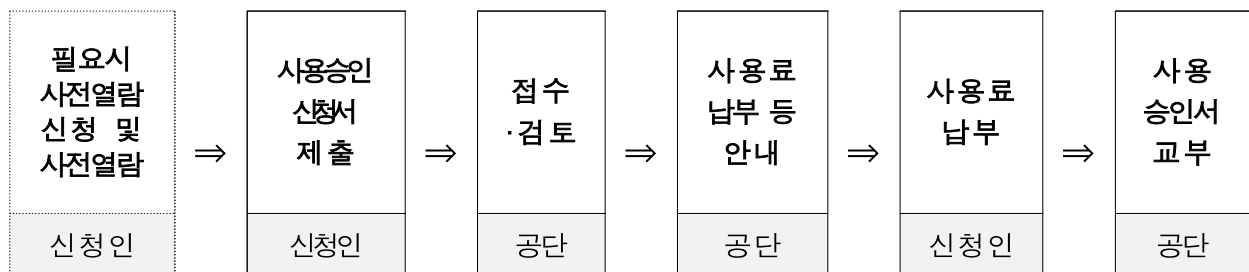 필요시
사전열람
신청 및
사전열람
신청인
⇒
사용승인
신청서
제출
신청인
⇒
접수
·검토
공단
⇒
사용료
납부 등
안내
공단
⇒
사용료
납부
신청인
⇒
사용
승인서
교부
공단